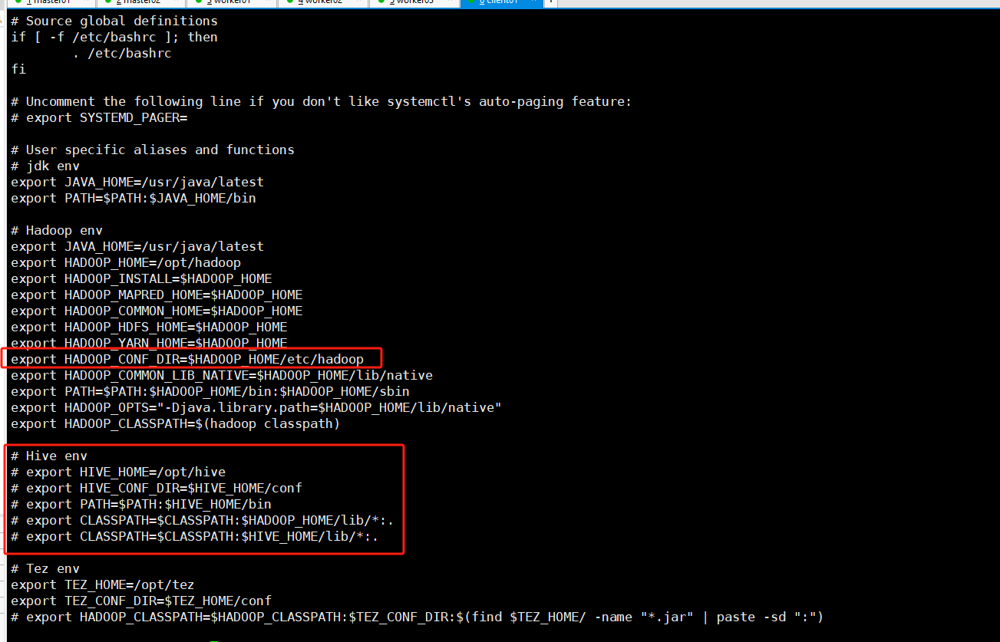 1 master01 2 master02 3 worker01 4 worker02 5 worker03 6 client01
# Source global definitions
if [ -f /etc/bashrc ]; then
        . /etc/bashrc
fi
# Uncomment the following line if you don't like systemctl's auto-paging feature:
# export SYSTEMD_PAGER=
# User specific aliases and functions
# jdk env
export JAVA_HOME=/usr/java/latest
export PATH=$PATH:$JAVA_HOME/bin
# Hadoop env
export JAVA_HOME=/usr/java/latest
export HADOOP_HOME=/opt/hadoop
export HADOOP_INSTALL=$HADOOP_HOME
export HADOOP_MAPRED_HOME=$HADOOP_HOME
export HADOOP_COMMON_HOME=$HADOOP_HOME
export HADOOP_HDFS_HOME=$HADOOP_HOME
export HADOOP_YARN_HOME=$HADOOP_HOME
export HADOOP_CONF_DIR=$HADOOP_HOME/etc/hadoop
export HADOOP_COMMON_LIB_NATIVE=$HADOOP_HOME/lib/native
export PATH=$PATH:$HADOOP_HOME/bin:$HADOOP_HOME/sbin
export HADOOP_OPTS="-Djava.library.path=$HADOOP_HOME/lib/native"
export HADOOP_CLASSPATH=$(hadoop classpath)
# Hive env
# export HIVE_HOME=/opt/hive
# export HIVE_CONF_DIR=$HIVE_HOME/conf
# export PATH=$PATH:$HIVE_HOME/bin
# export CLASSPATH=$CLASSPATH:$HADOOP_HOME/lib/*:.
# export CLASSPATH=$CLASSPATH:$HIVE_HOME/lib/*:.
# Tez env
export TEZ_HOME=/opt/tez
export TEZ_CONF_DIR=$TEZ_HOME/conf
# export HADOOP_CLASSPATH=$HADOOP_CLASSPATH:$TEZ_CONF_DIR:$(find $TEZ_HOME/ -name "*.jar" | paste -sd ":")